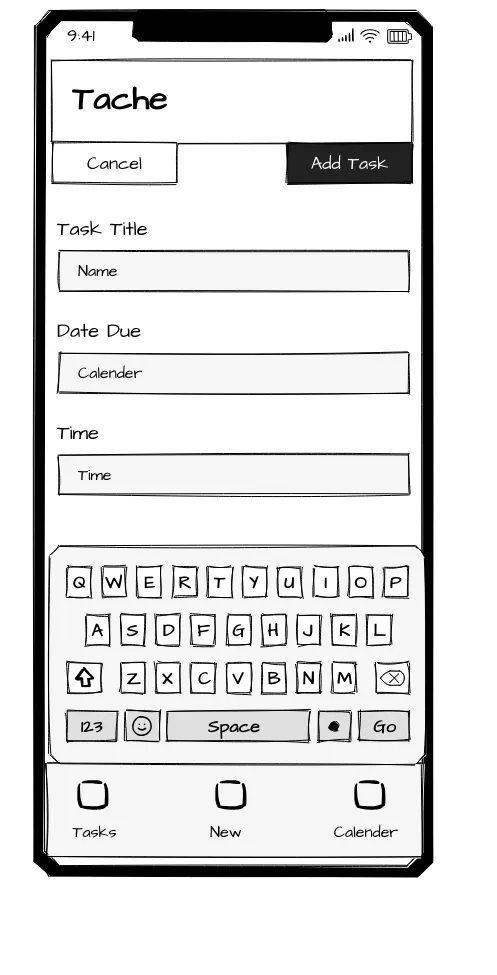 9:41
Tache
Cancel Add Task
Task Title
Name
Date Due
Calender
Time
Time
Q W E R T Y U I O P
A S D F G H J K L
Z X C V B N M
123 Space Go
Tasks New Calender